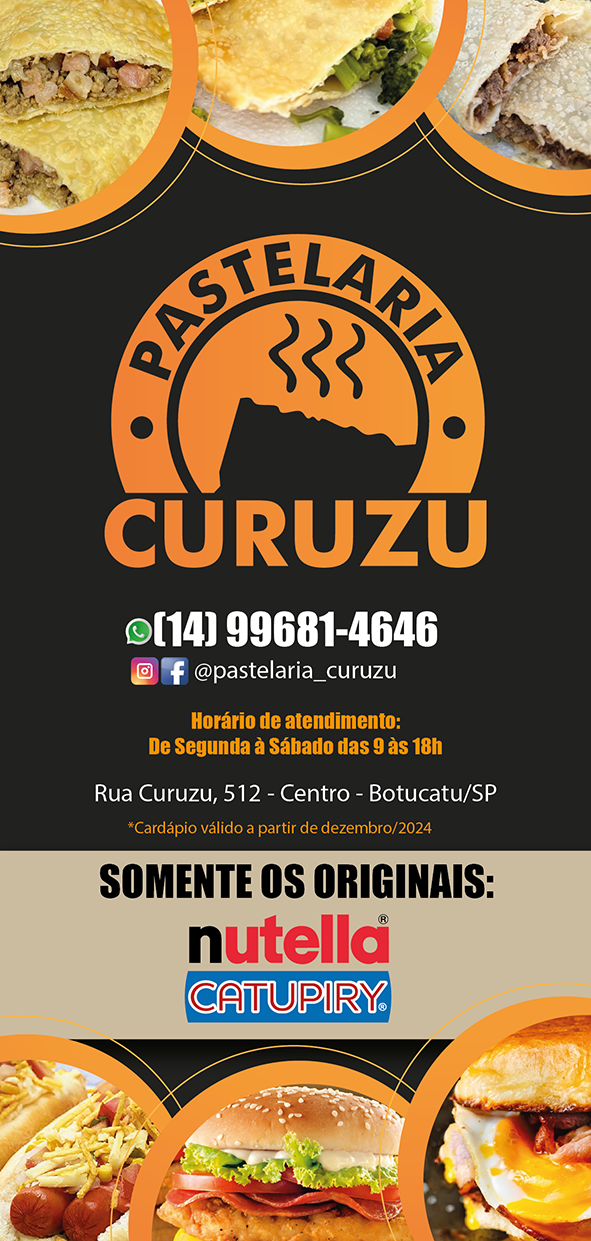 PASTELARIA
CURUZU
(14) 99681-4646
@pastelaria_curuzu
Horário de atendimento:
De Segunda à Sábado das 9 às 18h
Rua Curuzu, 512 - Centro - Botucatu/SP
*Cardápio válido a partir de dezembro/2024
SOMENTE OS ORIGINAIS:
nutella®
CATUPIRY®